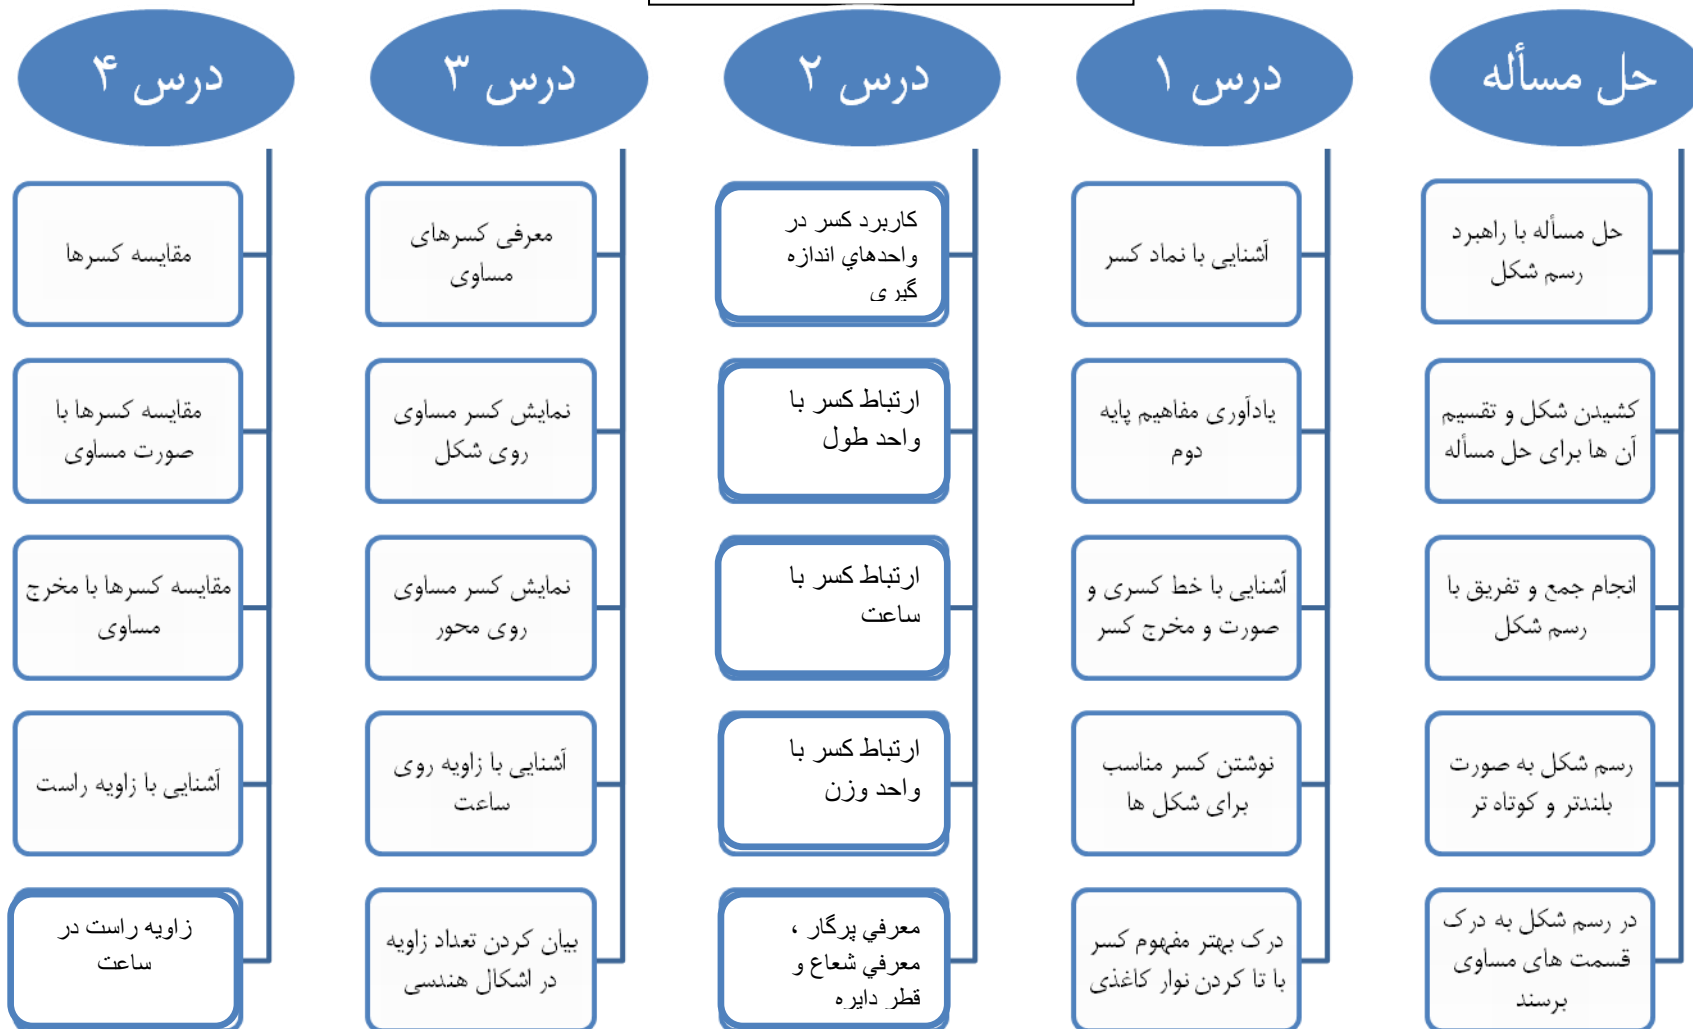 حل مسأله
حل مسأله با راهبرد
رسم شکل
کشیدن شکل و تقسیم
آن ها برای حل مسأله
انجام جمع و تفریق با
رسم شکل
رسم شکل به صورت
بلندتر و کوتاه تر
در رسم شکل به درک
قسمت های مساوی
برسند
درس ۱
آشنایی با نماد کسر
یادآوری مفاهیم پایه
دوم
آشنایی با خط کسری و
صورت و مخرج کسر
نوشتن کسر مناسب
برای شکل ها
درک بهتر مفهوم کسر
با تا کردن نوار کاغذی
درس ۲
کاربرد کسر در
واحدهاي اندازه
گیری
ارتباط کسر با
واحد طول
ارتباط کسر با
ساعت
ارتباط کسر با
واحد وزن
معرفي پرگار ،
معرفي شعاع و
قطر دایره
درس ۳
معرفی کسرهای
مساوی
نمایش کسر مساوی
روی شکل
نمایش کسر مساوی
روی محور
آشنایی با زاویه روی
ساعت
بیان کردن تعداد زاویه
در اشکال هندسی
درس ۴
مقایسه کسرها
مقایسه کسرها با
صورت مساوی
مقایسه کسرها با مخرج
مساوی
آشنایی با زاویه راست
زاویه راست در
ساعت